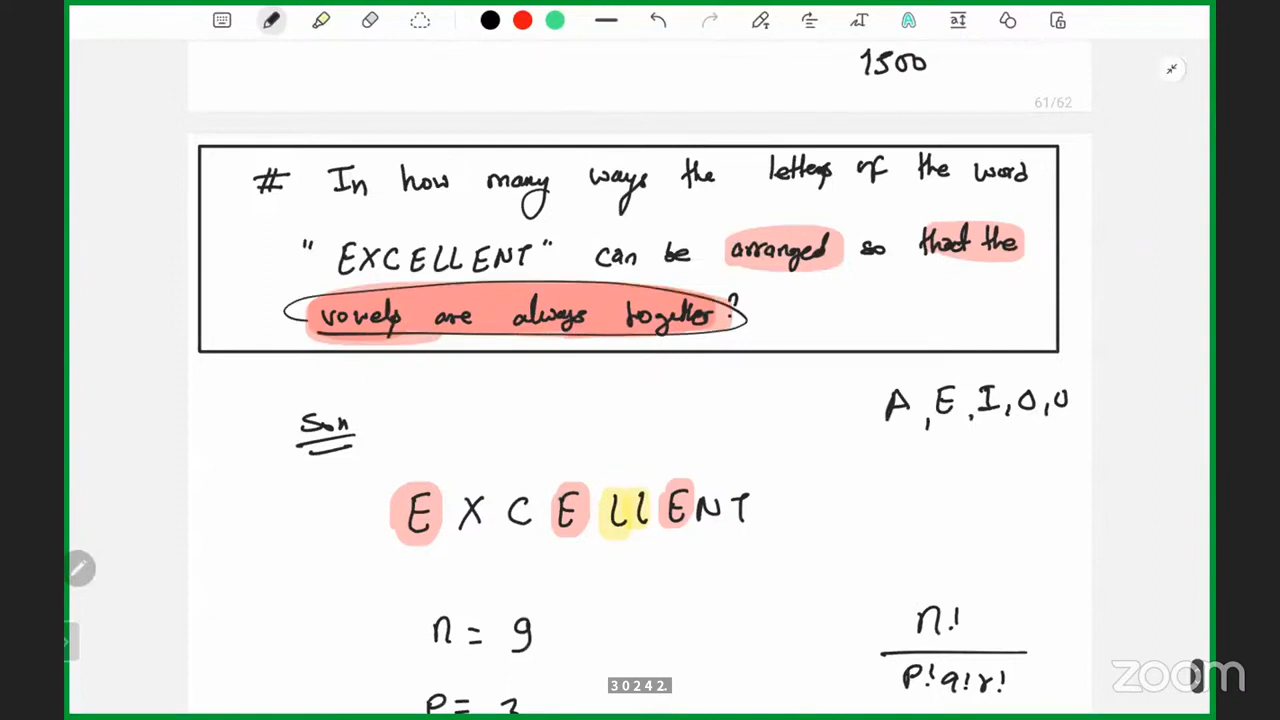 1500
61/62
# In how many ways the letters of the word
" EXCELLENT " can be arranged so that the
vowels are always together?
A, E, I, O, U
Soln
E X C E L L E N T
n = 9
n!
P! q! r!
P =
30242.
zoom